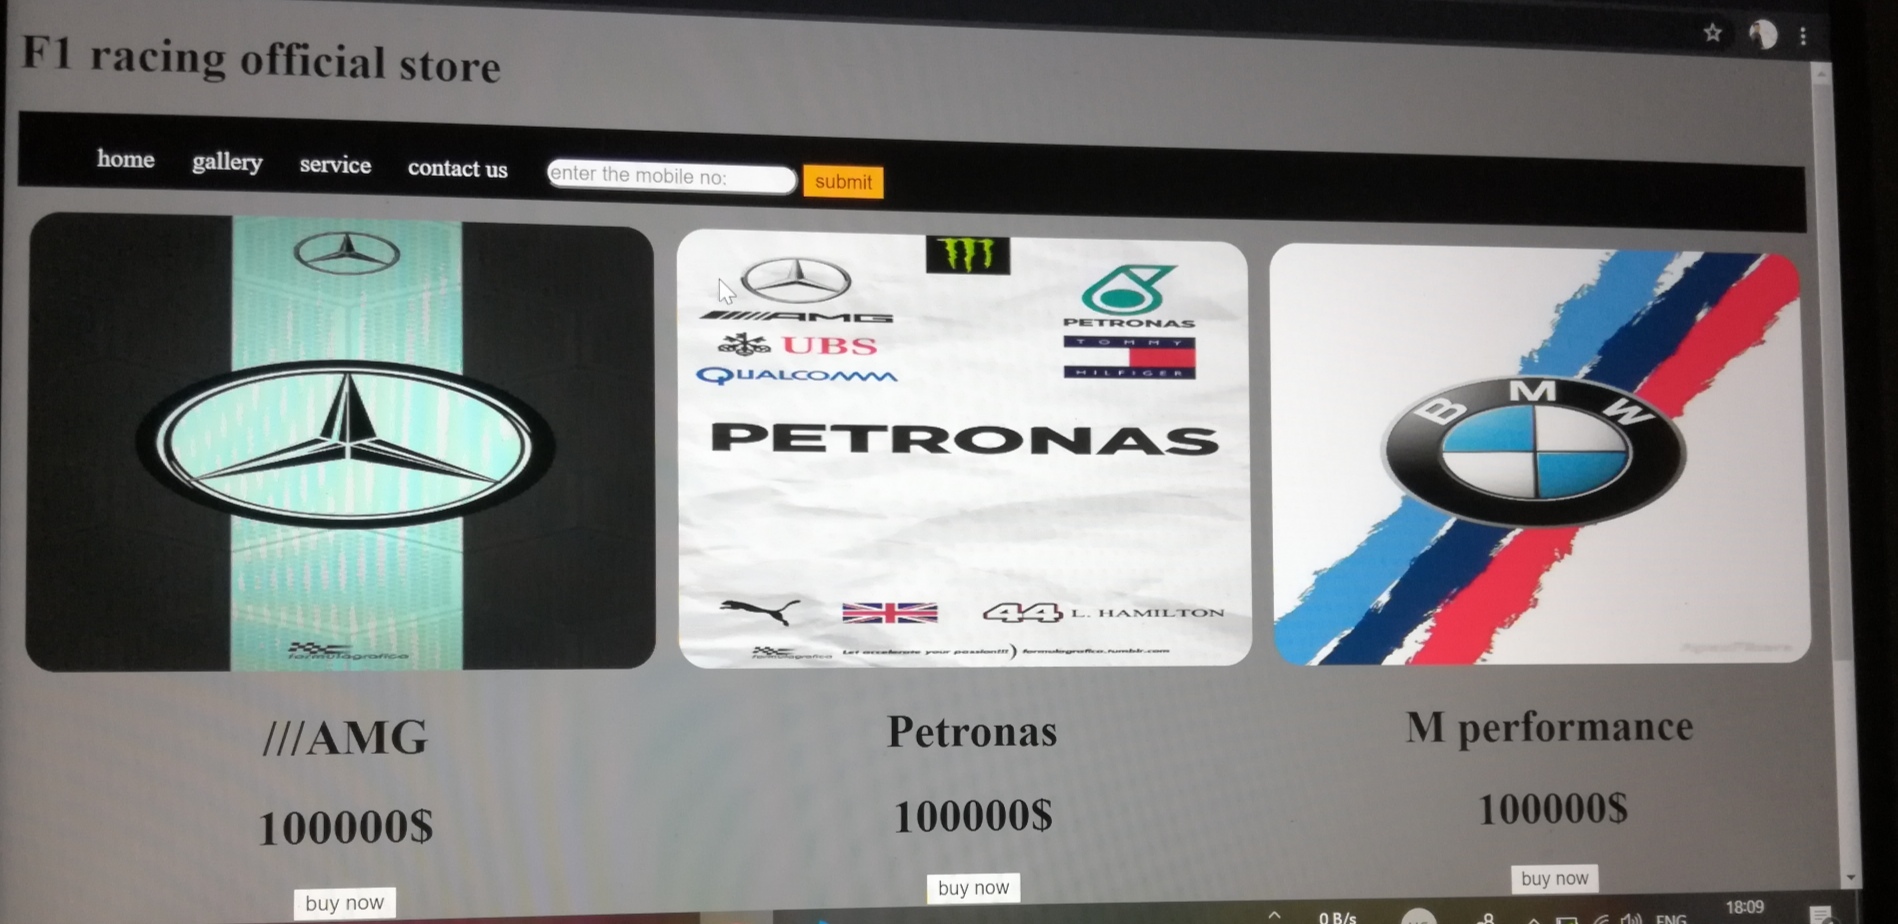 F1 racing official store
home gallery service contact us enter the mobile no: submit
AMG
UBS
QUALCOMM
PETRONAS
TOMMY
HILFIGER
PETRONAS
44 L. HAMILTON
formulagrafica Let accelerate your passion!!!) formulagrafica.tumblr.com
formulagrafica
BMW
///AMG Petronas M performance
100000$ 100000$ 100000$
buy now buy now buy now
0 B/s ENG 18:09